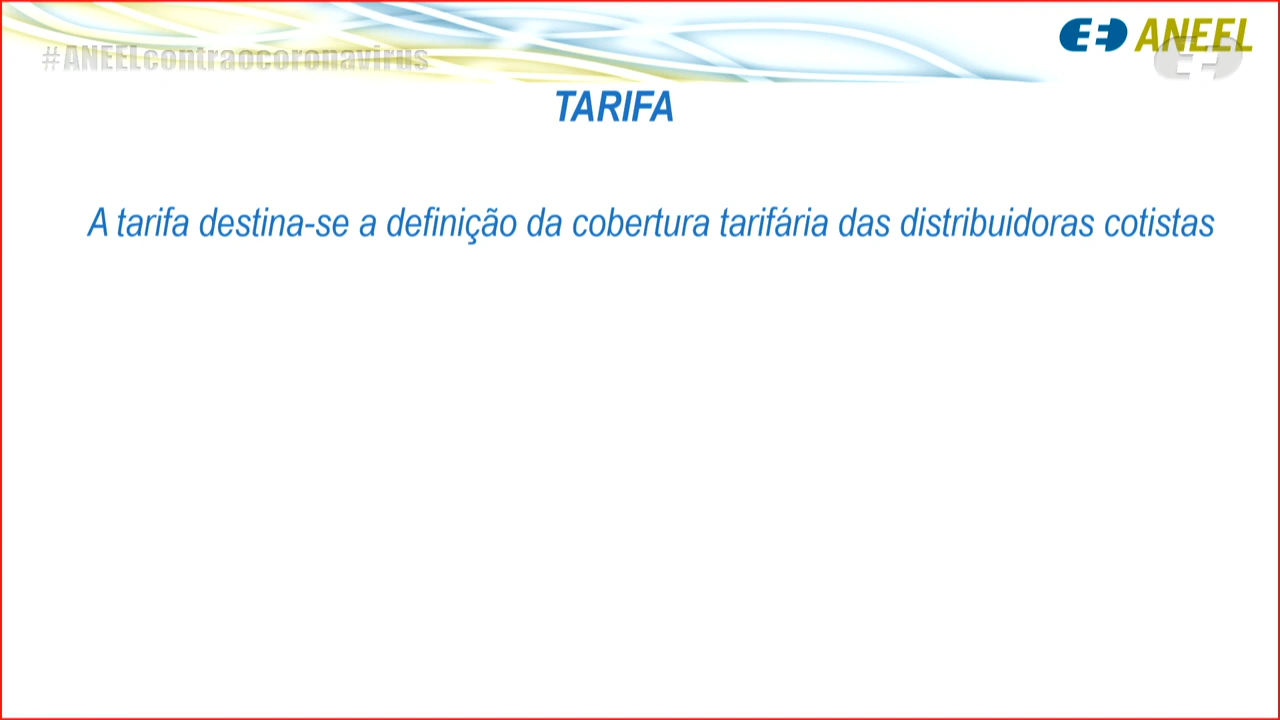 #ANEELcontraocoronavirus
ANEEL
TARIFA
A tarifa destina-se a definição da cobertura tarifária das distribuidoras cotistas